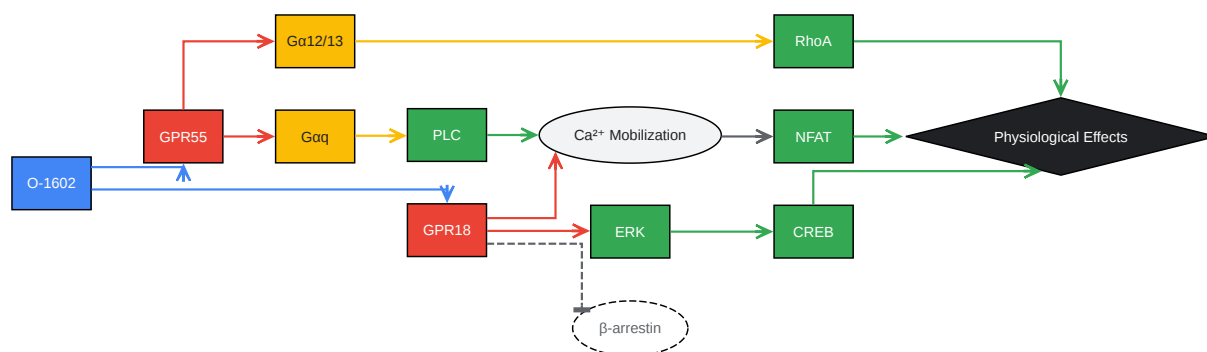 Gα12/13
RhoA
GPR55
Gαq
PLC
Ca²⁺ Mobilization
NFAT
Physiological Effects
O-1602
GPR18
ERK
CREB
β-arrestin